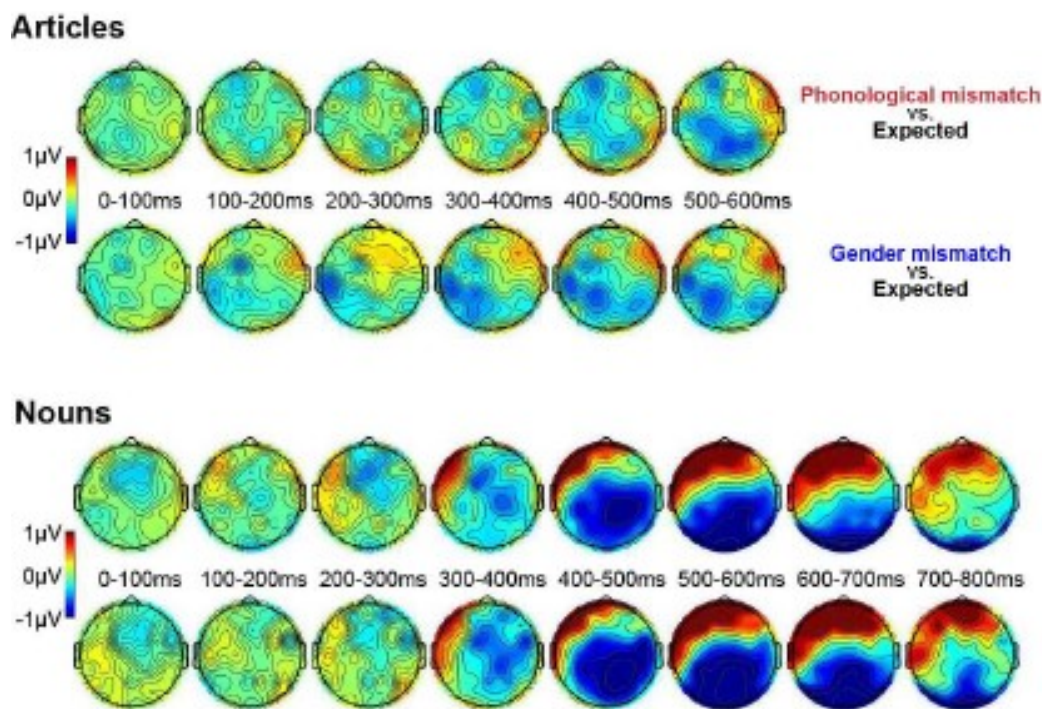 Articles
Phonological mismatch
vs.
Expected
1µV
0µV
-1µV
0-100ms 100-200ms 200-300ms 300-400ms 400-500ms 500-600ms
Gender mismatch
vs.
Expected
Nouns
1µV
0µV
-1µV
0-100ms 100-200ms 200-300ms 300-400ms 400-500ms 500-600ms 600-700ms 700-800ms